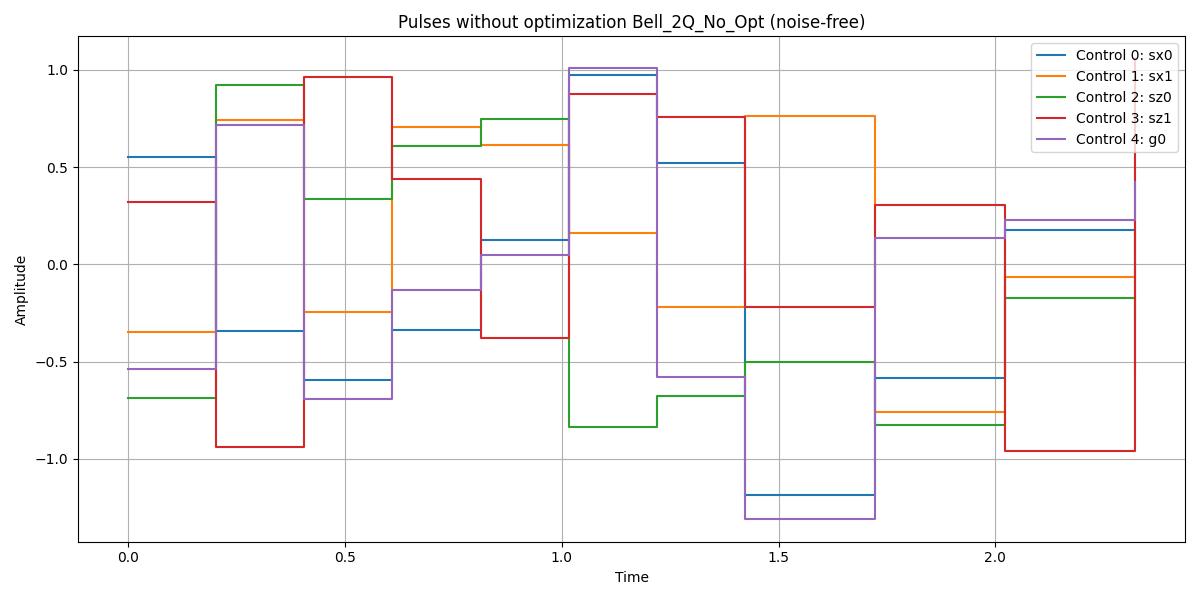 Pulses without optimization Bell_2Q_No_Opt (noise-free)
Control 0: sx0
Control 1: sx1
Control 2: sz0
Control 3: sz1
Control 4: g0
Amplitude
1.0
0.5
0.0
−0.5
−1.0
0.0 0.5 1.0 1.5 2.0
Time